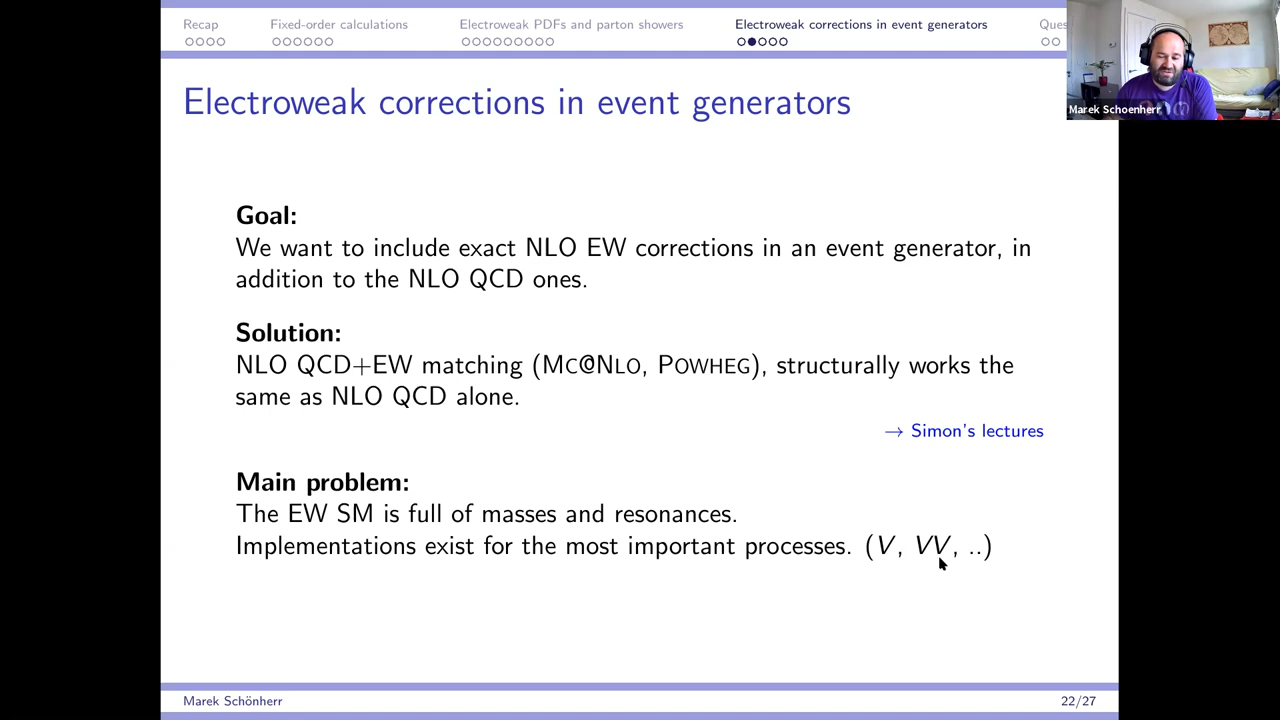 Recap
Fixed-order calculations
Electroweak PDFs and parton showers
Electroweak corrections in event generators
Ques
Marek Schoenherr
Electroweak corrections in event generators
Goal:
We want to include exact NLO EW corrections in an event generator, in
addition to the NLO QCD ones.
Solution:
NLO QCD+EW matching (MC@NLO, POWHEG), structurally works the
same as NLO QCD alone.
→ Simon's lectures
Main problem:
The EW SM is full of masses and resonances.
Implementations exist for the most important processes. (V, VV, ..)
Marek Schönherr
22/27